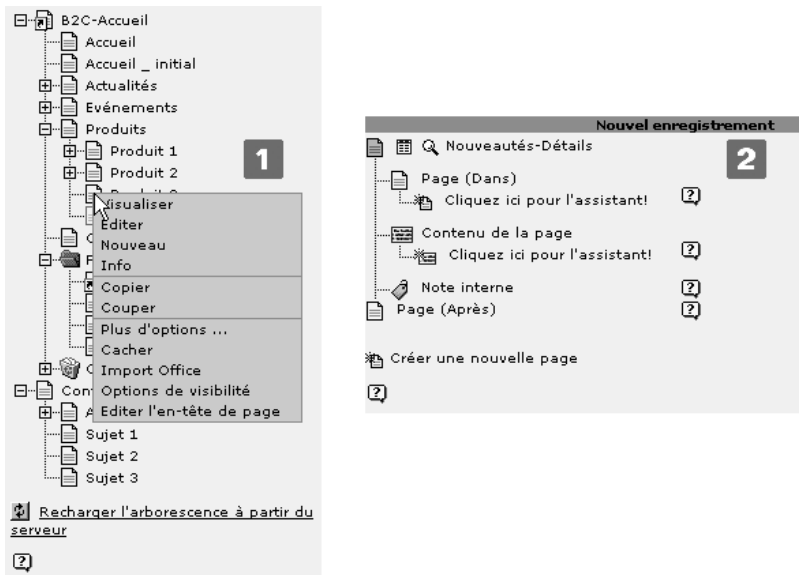 B2C-Accueil
Accueil
Accueil _ initial
Actualités
Evénements
Produits
Produit 1
Produit 2
1
Visualiser
Editer
Nouveau
Info
Copier
Couper
Plus d'options ...
Cacher
Import Office
Options de visibilité
Editer l'en-tête de page
Sujet 1
Sujet 2
Sujet 3
Recharger l'arborescence à partir du
serveur
?
Nouvel enregistrement
2
Nouveautés-Détails
Page (Dans)
Cliquez ici pour l'assistant! ?
Contenu de la page
Cliquez ici pour l'assistant! ?
Note interne ?
Page (Après) ?
Créer une nouvelle page
?